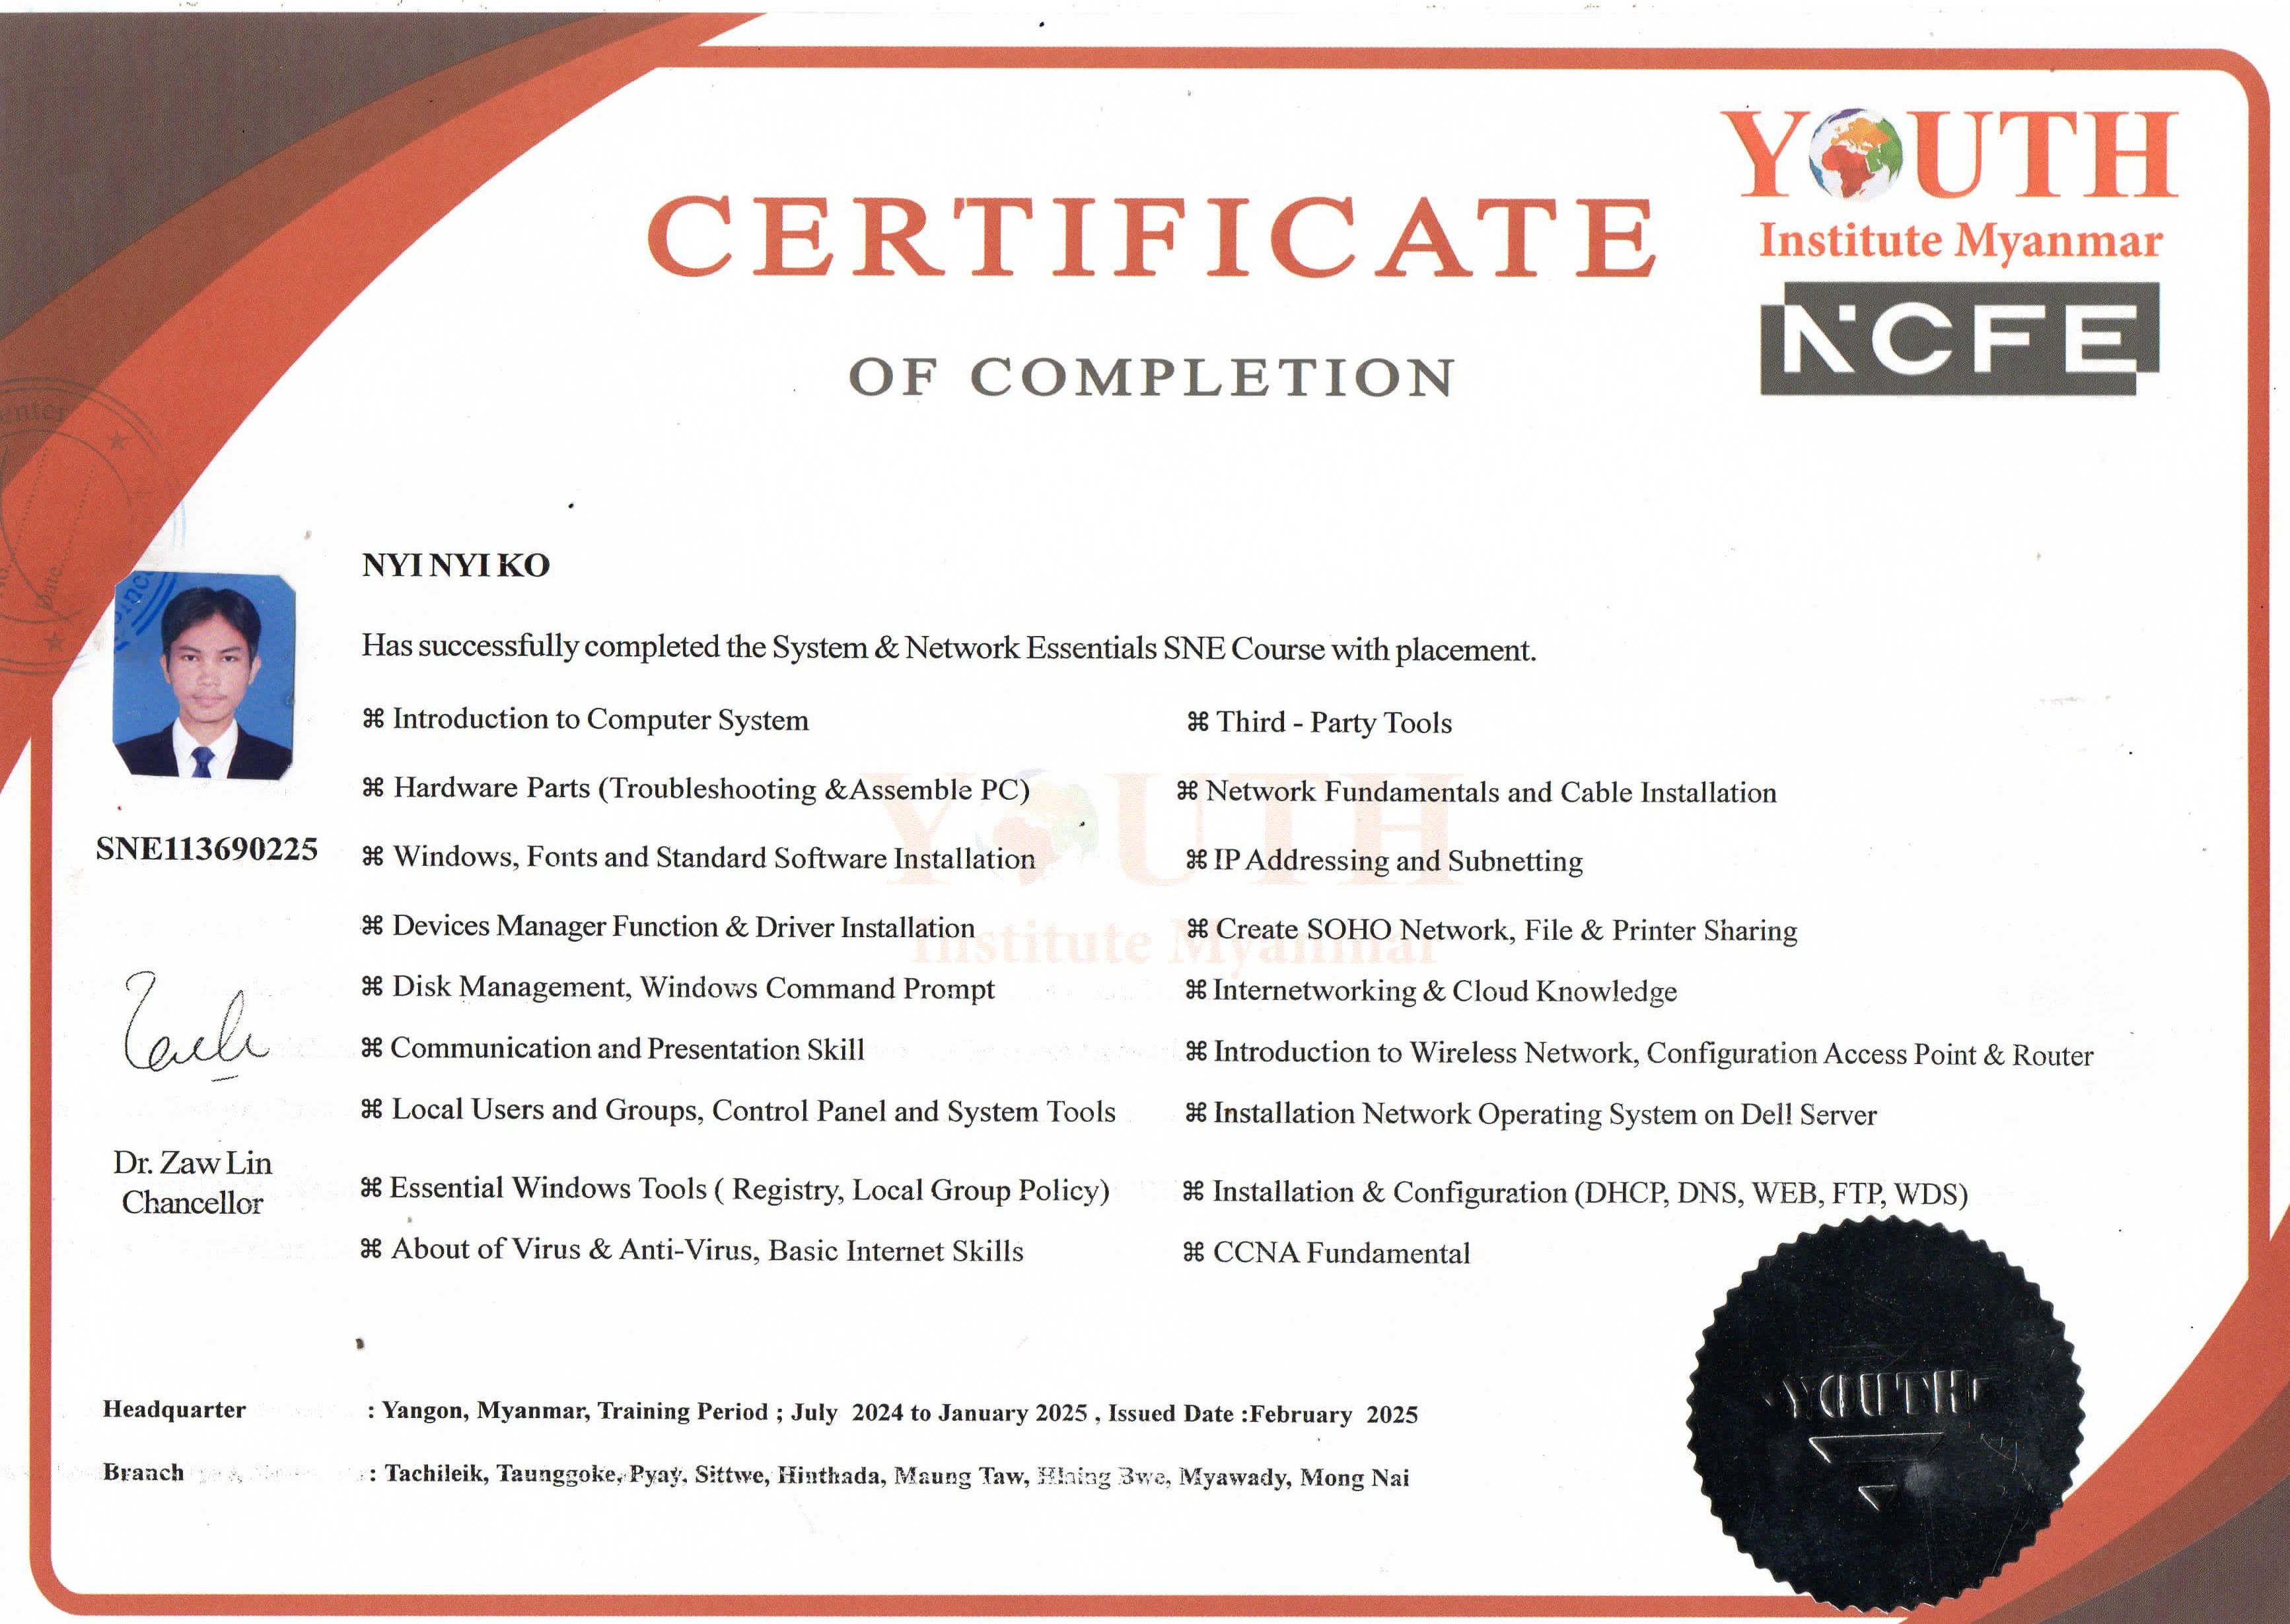 YOUTH
Institute Myanmar
NCFE
CERTIFICATE
OF COMPLETION
NYI NYI KO
Has successfully completed the System & Network Essentials SNE Course with placement.
⌘ Introduction to Computer System
⌘ Hardware Parts (Troubleshooting &Assemble PC)
⌘ Windows, Fonts and Standard Software Installation
⌘ Devices Manager Function & Driver Installation
⌘ Disk Management, Windows Command Prompt
⌘ Communication and Presentation Skill
⌘ Local Users and Groups, Control Panel and System Tools
⌘ Essential Windows Tools ( Registry, Local Group Policy)
⌘ About of Virus & Anti-Virus, Basic Internet Skills
⌘ Third - Party Tools
⌘ Network Fundamentals and Cable Installation
⌘ IP Addressing and Subnetting
⌘ Create SOHO Network, File & Printer Sharing
⌘ Internetworking & Cloud Knowledge
⌘ Introduction to Wireless Network, Configuration Access Point & Router
⌘ Installation Network Operating System on Dell Server
⌘ Installation & Configuration (DHCP, DNS, WEB, FTP, WDS)
⌘ CCNA Fundamental
YOUTH
Institute Myanmar
Date
SNE113690225
Dr. Zaw Lin
Chancellor
Headquarter : Yangon, Myanmar, Training Period ; July 2024 to January 2025 , Issued Date :February 2025
Branch : Tachileik, Taunggoke, Pyay, Sittwe, Hinthada, Maung Taw, Hlaing Bwe, Myawady, Mong Nai
YOUTH